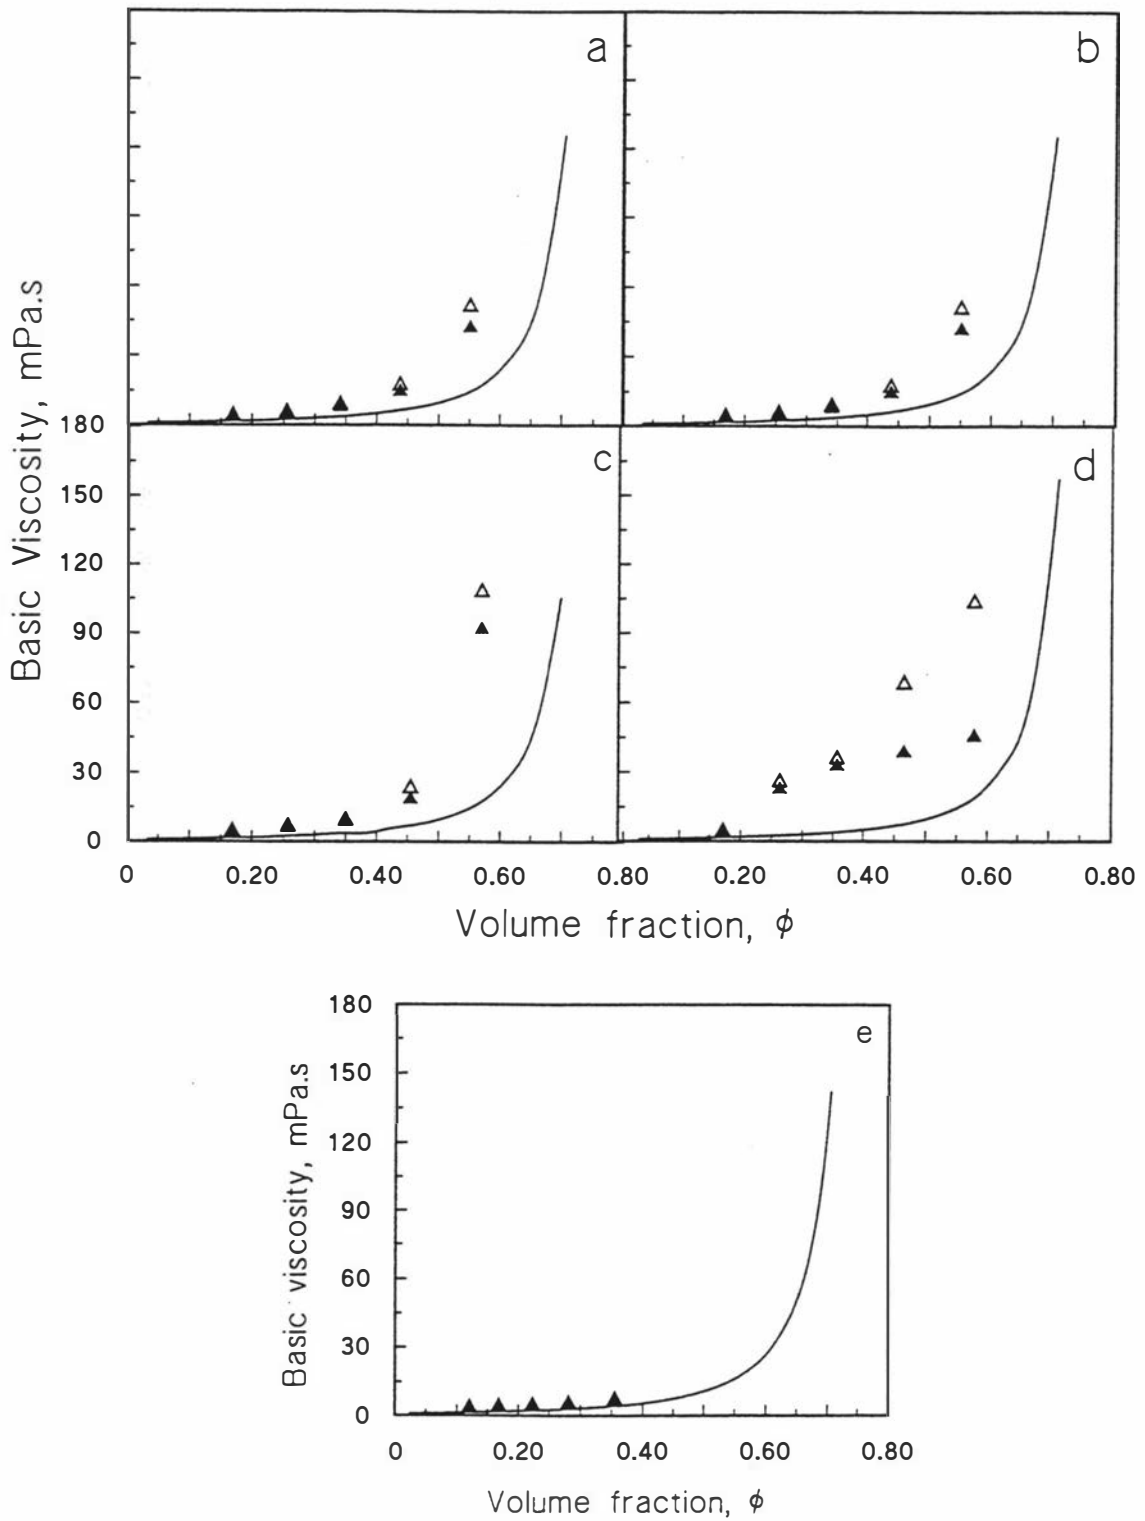 a
b
Basic Viscosity, mPa.s
180
c
d
150
120
90
60
30
0
0 0.20 0.40 0.60 0.80 0.20 0.40 0.60 0.80
Volume fraction, ϕ
180
e
150
Basic viscosity, mPa.s
120
90
60
30
0
0 0.20 0.40 0.60 0.80
Volume fraction, ϕ